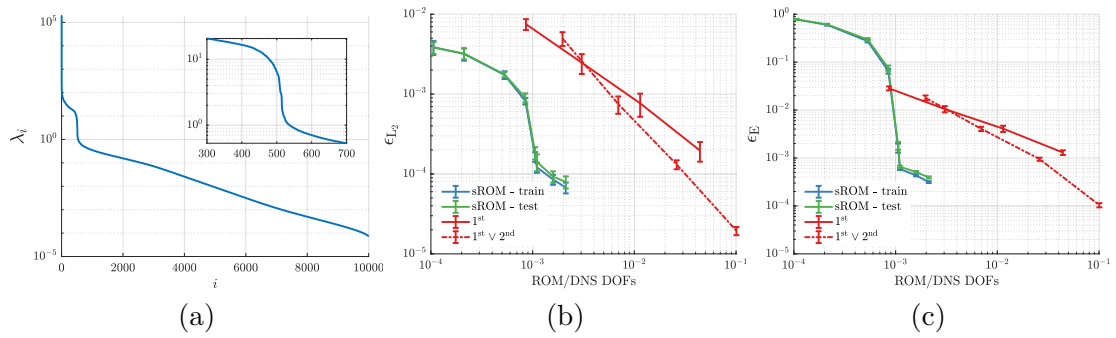 10^5
10^0
10^{-5}
λ_i
0 2000 4000 6000 8000 10000
i
10^1
10^0
300 400 500 600 700
(a)
10^{-2}
10^{-3}
10^{-4}
10^{-5}
ϵ_{L_2}
sROM - train
sROM - test
1^{st}
1^{st} ∨ 2^{nd}
10^{-4} 10^{-3} 10^{-2} 10^{-1}
ROM/DNS DOFs
(b)
10^0
10^{-1}
10^{-2}
10^{-3}
10^{-4}
10^{-5}
ϵ_E
sROM - train
sROM - test
1^{st}
1^{st} ∨ 2^{nd}
10^{-4} 10^{-3} 10^{-2} 10^{-1}
ROM/DNS DOFs
(c)